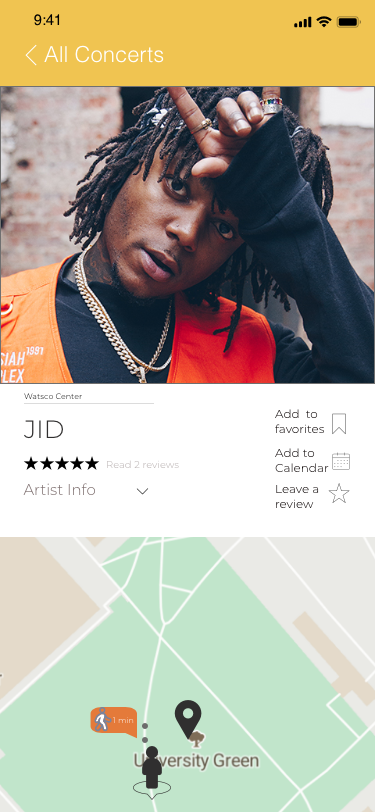 9:41
All Concerts
SIAH 1991
PLEX
Watsco Center
JID
Add to
favorites
Read 2 reviews
Add to
Calendar
Artist Info
Leave a
review
1 min
University Green